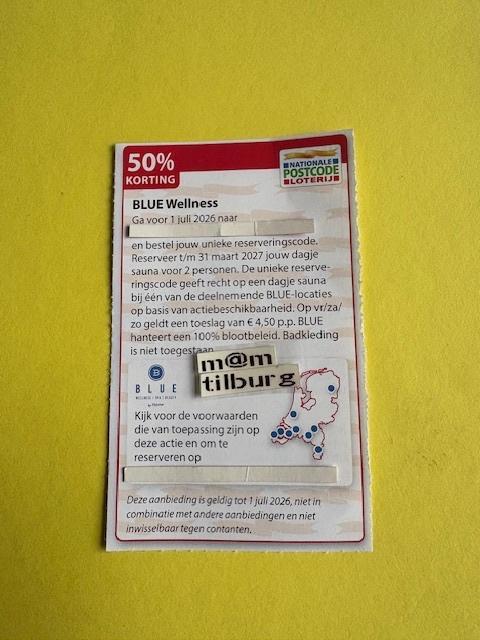 50%
KORTING
NATIONALE
POSTCODE
LOTERIJ
BLUE Wellness
Ga voor 1 juli 2026 naar
en bestel jouw unieke reserveringscode.
Reserveer t/m 31 maart 2027 jouw dagje
sauna voor 2 personen. De unieke reserve-
ringscode geeft recht op een dagje sauna
bij één van de deelnemende BLUE-locaties
op basis van actiebeschikbaarheid. Op vr/za/
zo geldt een toeslag van € 4,50 p.p. BLUE
hanteert een 100% blootbeleid. Badkleding
is niet toegestaan.
m@m
tilburg
B
BLUE
Kijk voor de voorwaarden
die van toepassing zijn op
deze actie en om te
reserveren op
Deze aanbieding is geldig tot 1 juli 2026, niet in
combinatie met andere aanbiedingen en niet
inwisselbaar tegen contanten.